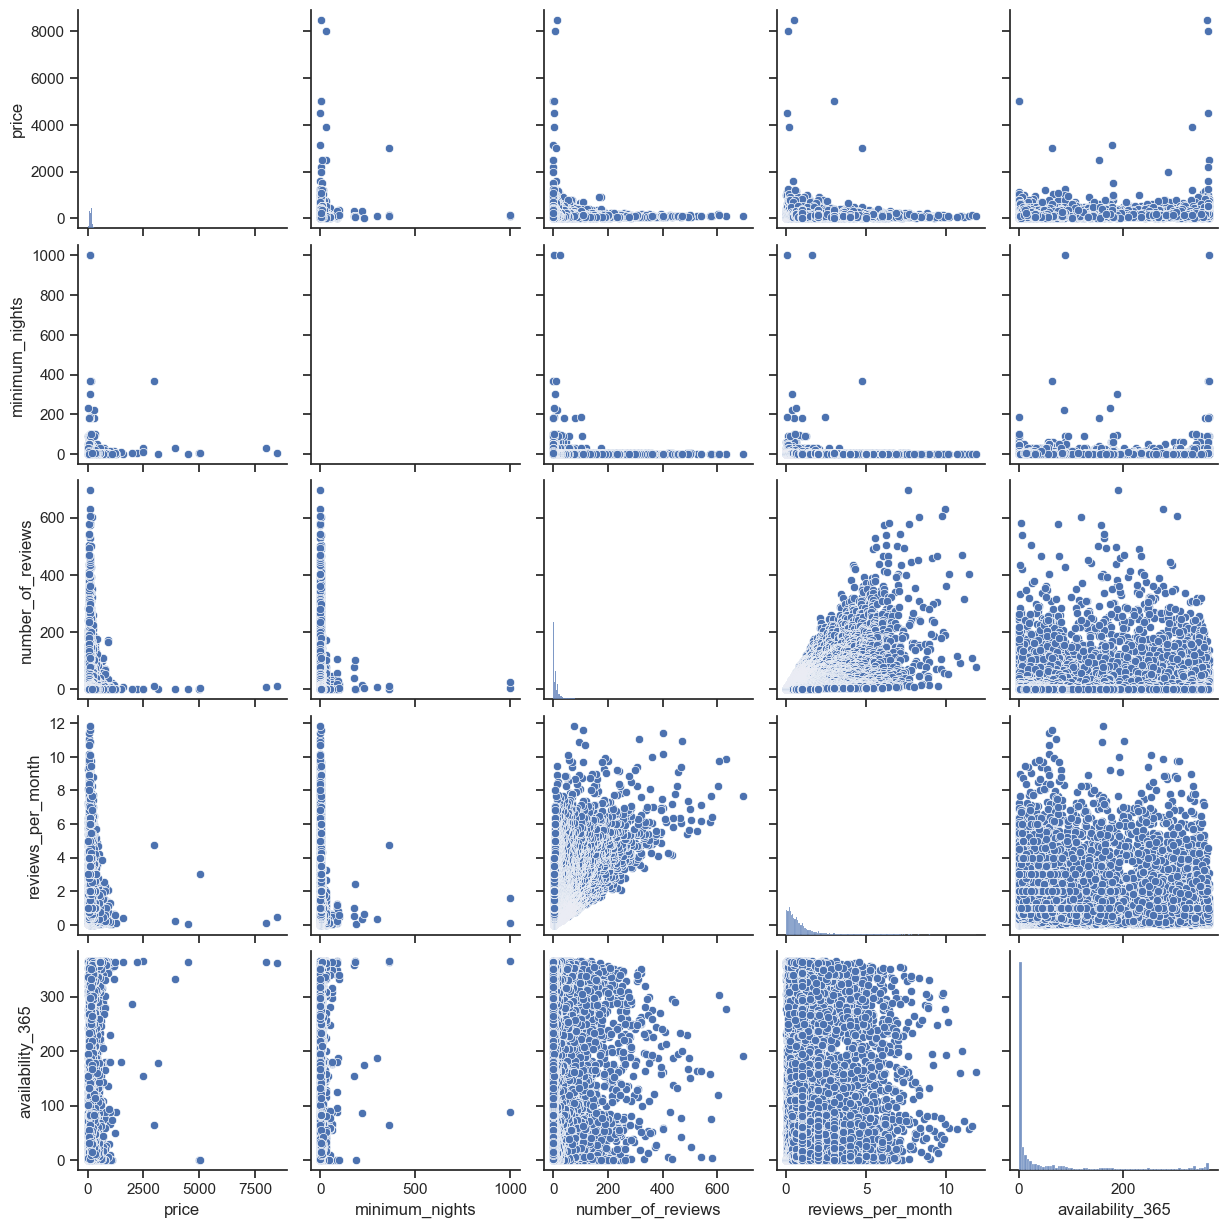 8000
6000
4000
2000
0
price
1000
800
600
400
200
0
minimum_nights
600
400
200
0
number_of_reviews
12
10
8
6
4
2
0
reviews_per_month
300
200
100
0
availability_365
0 2500 5000 7500
0 500 1000
0 200 400 600
0 5 10
0 200
price minimum_nights number_of_reviews reviews_per_month availability_365